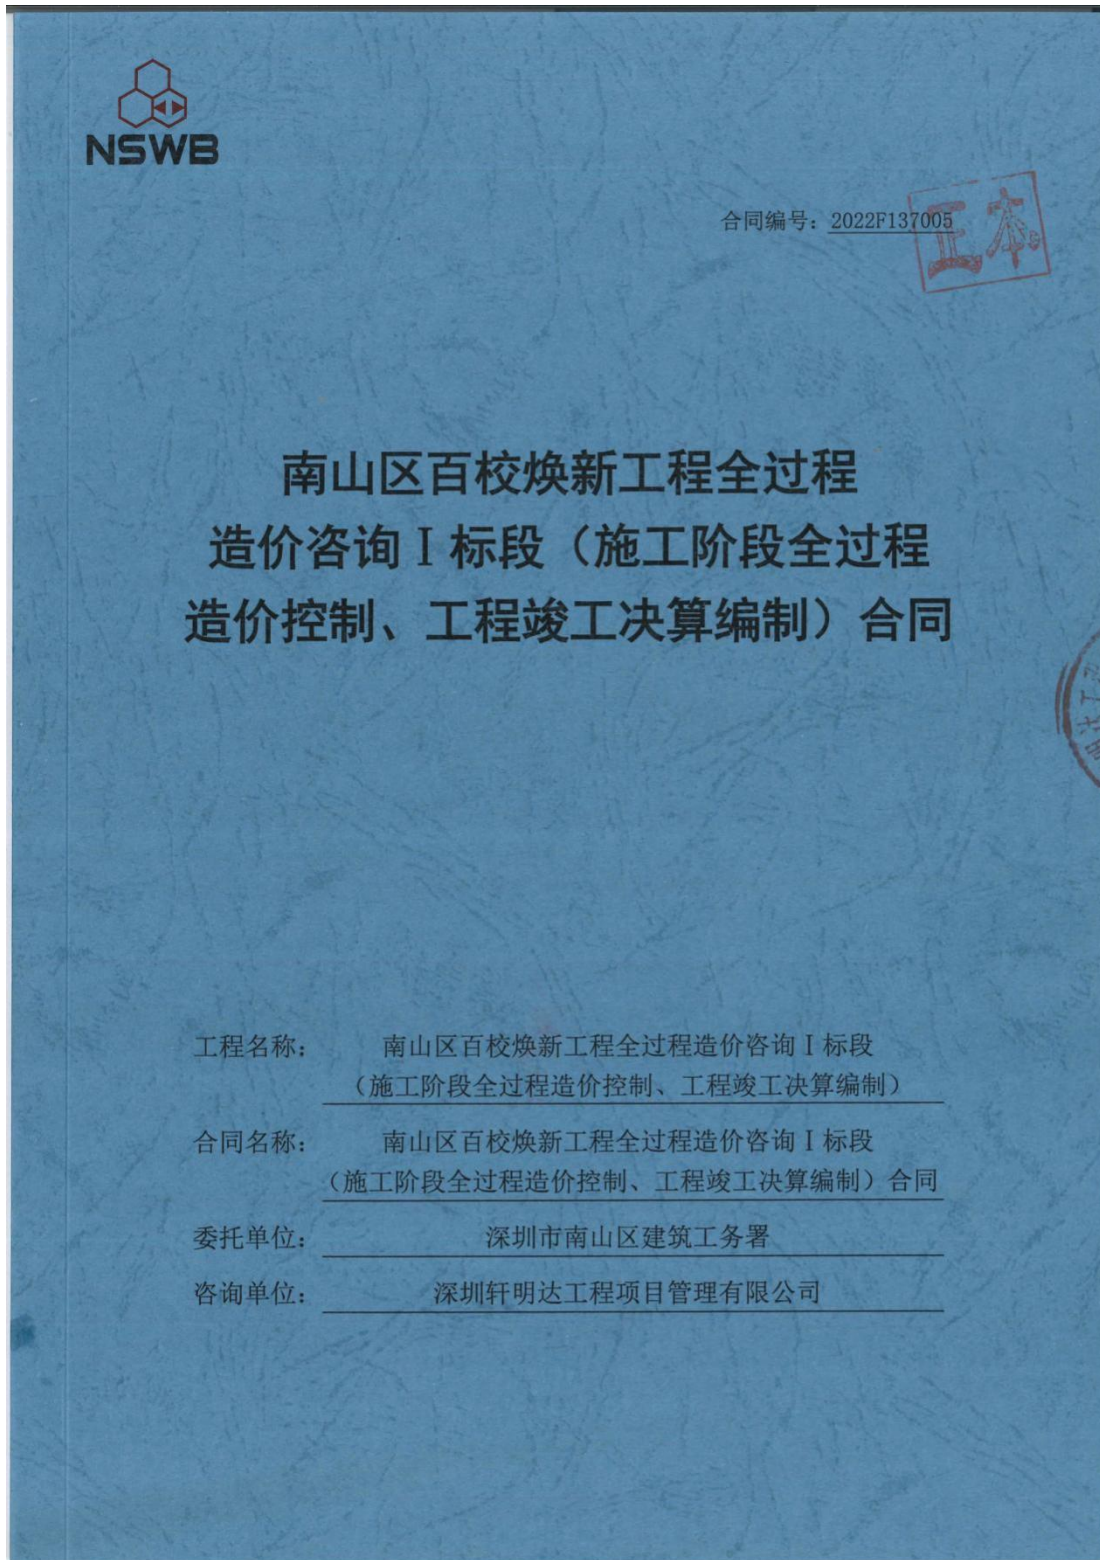 NSWB
合同编号：2022F137005
正本
南山区百校焕新工程全过程
造价咨询Ⅰ标段（施工阶段全过程
造价控制、工程竣工决算编制）合同
工程名称：南山区百校焕新工程全过程造价咨询Ⅰ标段
（施工阶段全过程造价控制、工程竣工决算编制）
合同名称：南山区百校焕新工程全过程造价咨询Ⅰ标段
（施工阶段全过程造价控制、工程竣工决算编制）合同
委托单位：深圳市南山区建筑工务署
咨询单位：深圳轩明达工程项目管理有限公司